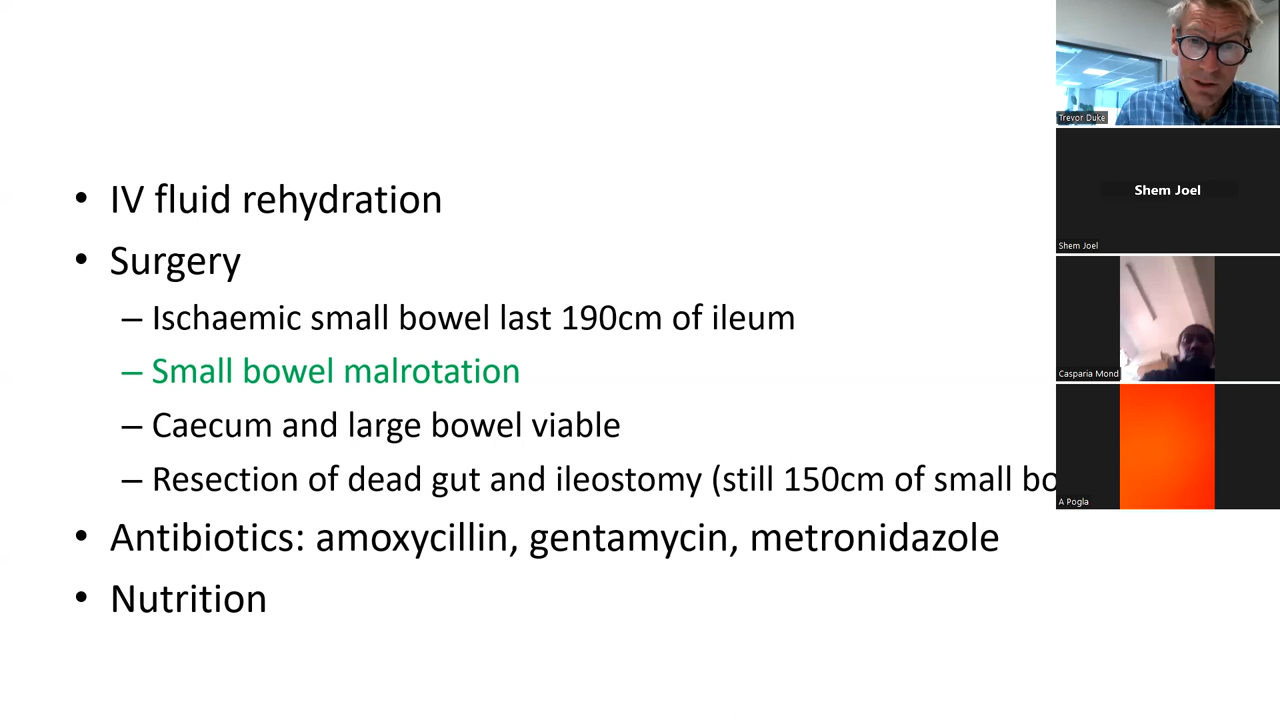 • IV fluid rehydration
• Surgery
– Ischaemic small bowel last 190cm of ileum
– Small bowel malrotation
– Caecum and large bowel viable
– Resection of dead gut and ileostomy (still 150cm of small bo
• Antibiotics: amoxycillin, gentamycin, metronidazole
• Nutrition
Trevor Duke
Shem Joel
Shem Joel
Casparia Mond
A Pogla